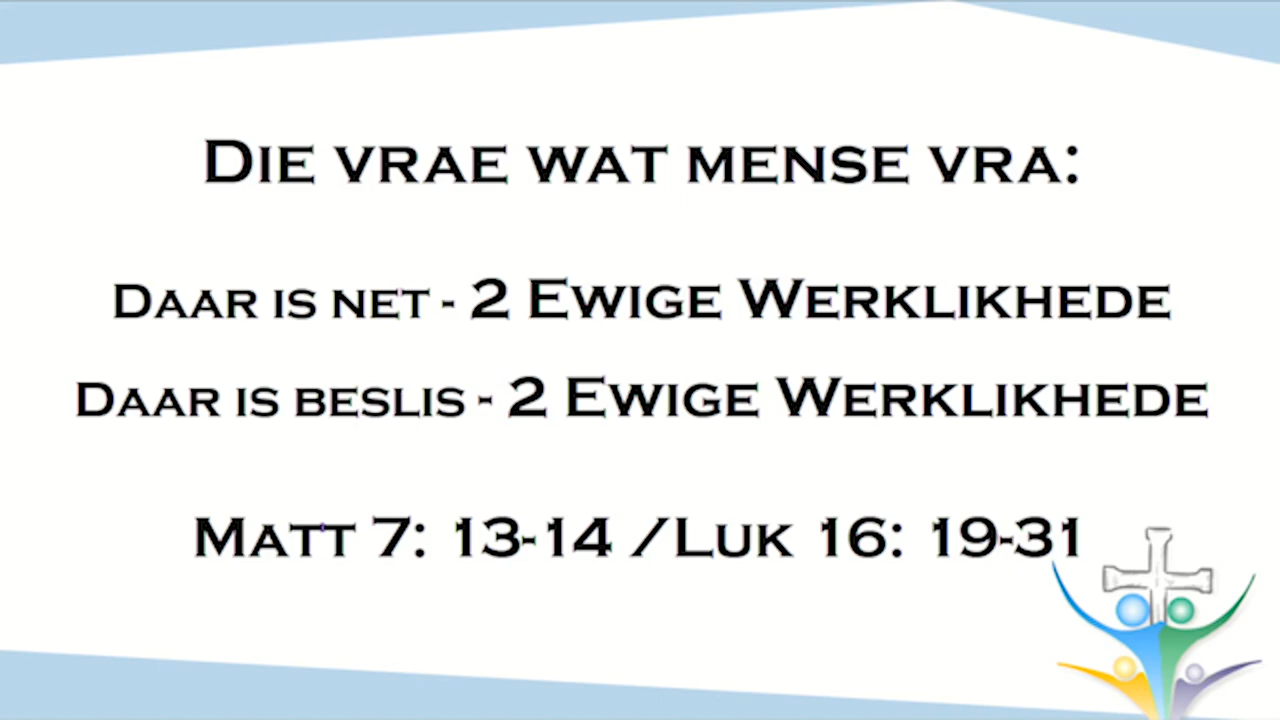 Die vrae wat mense vra:
Daar is net - 2 Ewige Werklikhede
Daar is beslis - 2 Ewige Werklikhede
Matt 7: 13-14 /Luk 16: 19-31